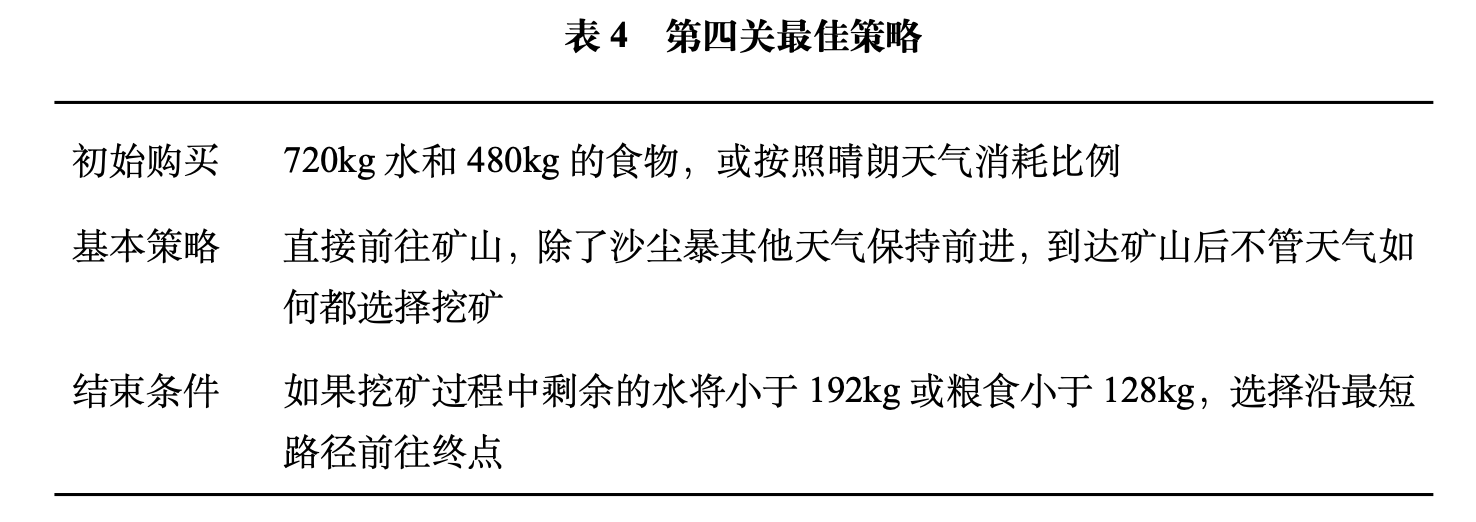 表 4 第四关最佳策略
初始购买 720kg 水和 480kg 的食物，或按照晴朗天气消耗比例
基本策略 直接前往矿山，除了沙尘暴其他天气保持前进，到达矿山后不管天气如
何都选择挖矿
结束条件 如果挖矿过程中剩余的水将小于 192kg 或粮食小于 128kg，选择沿最短
路径前往终点